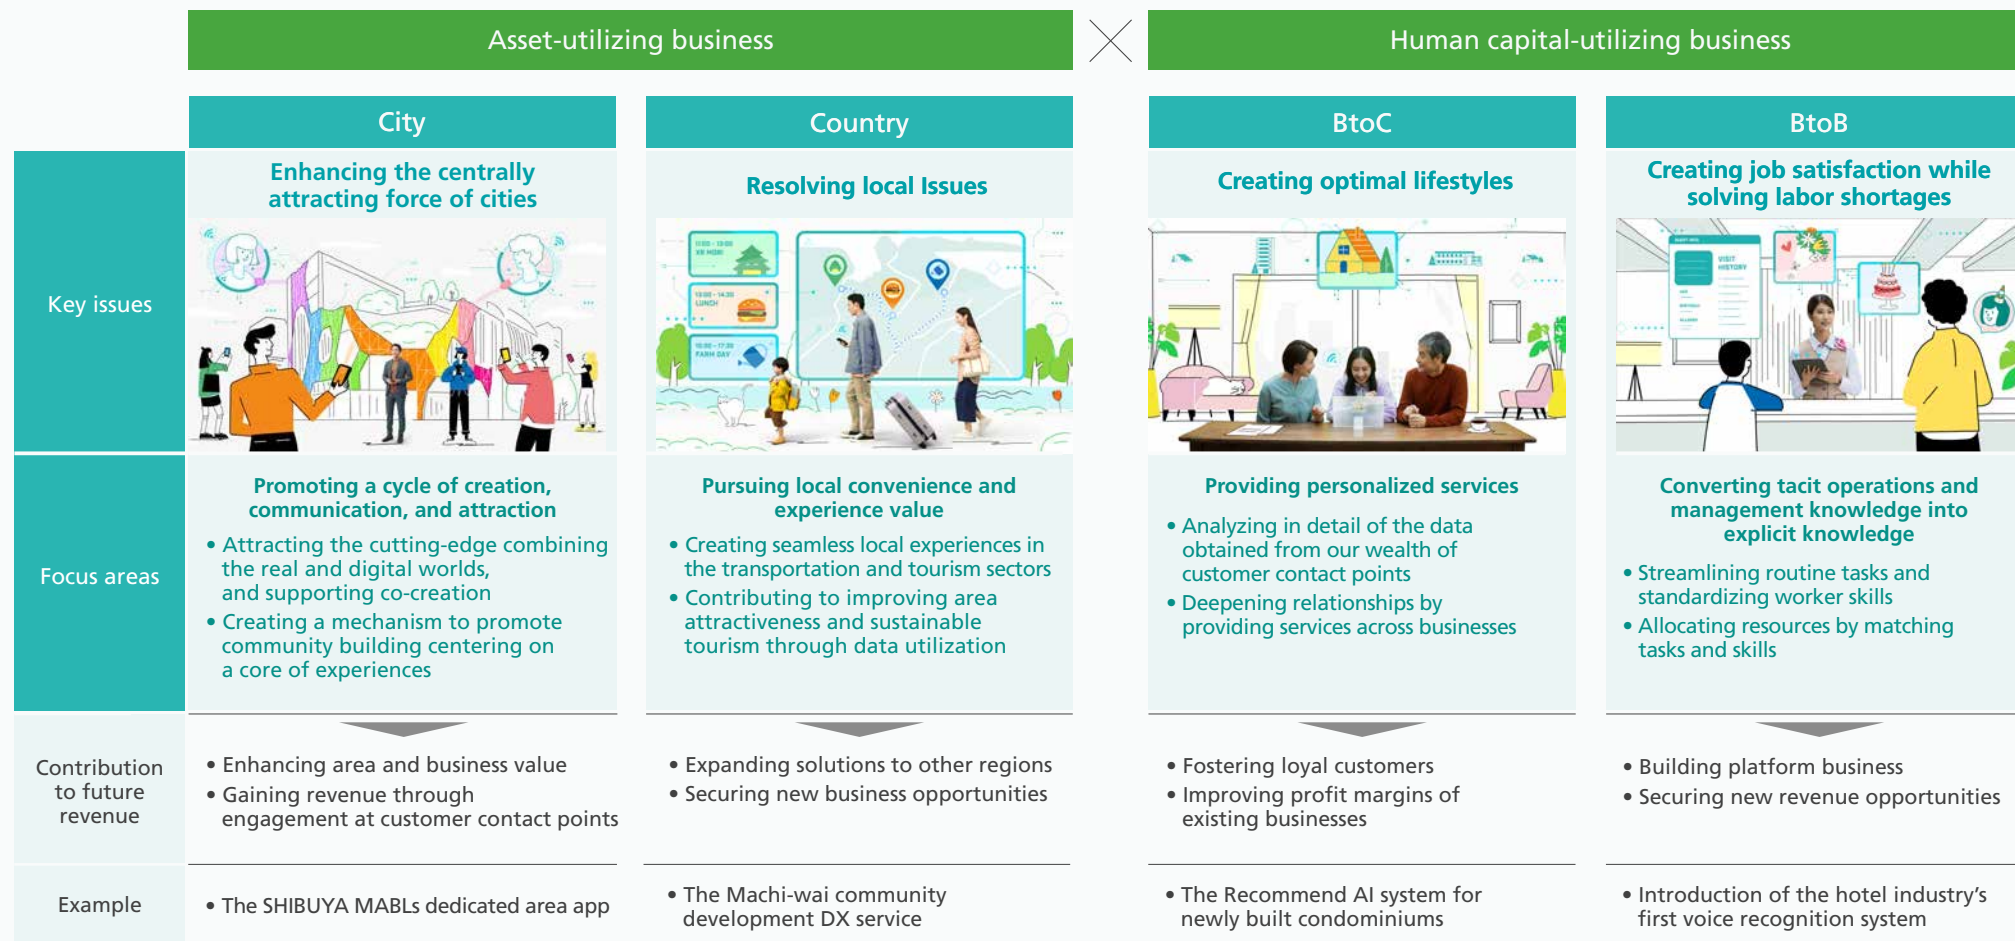 Asset-utilizing business
Human capital-utilizing business
City
Country
BtoC
BtoB
Key issues
Enhancing the centrally
attracting force of cities
Resolving local Issues
Creating optimal lifestyles
Creating job satisfaction while
solving labor shortages
LUNCH
FARM DAY
VISIT
HISTORY
Focus areas
Promoting a cycle of creation,
communication, and attraction
• Attracting the cutting-edge combining
the real and digital worlds,
and supporting co-creation
• Creating a mechanism to promote
community building centering on
a core of experiences
Pursuing local convenience and
experience value
• Creating seamless local experiences in
the transportation and tourism sectors
• Contributing to improving area
attractiveness and sustainable
tourism through data utilization
Providing personalized services
• Analyzing in detail of the data
obtained from our wealth of
customer contact points
• Deepening relationships by
providing services across businesses
Converting tacit operations and
management knowledge into
explicit knowledge
• Streamlining routine tasks and
standardizing worker skills
• Allocating resources by matching
tasks and skills
Contribution
to future
revenue
• Enhancing area and business value
• Gaining revenue through
engagement at customer contact points
• Expanding solutions to other regions
• Securing new business opportunities
• Fostering loyal customers
• Improving profit margins of
existing businesses
• Building platform business
• Securing new revenue opportunities
Example
• The SHIBUYA MABLs dedicated area app
• The Machi-wai community
development DX service
• The Recommend AI system for
newly built condominiums
• Introduction of the hotel industry's
first voice recognition system